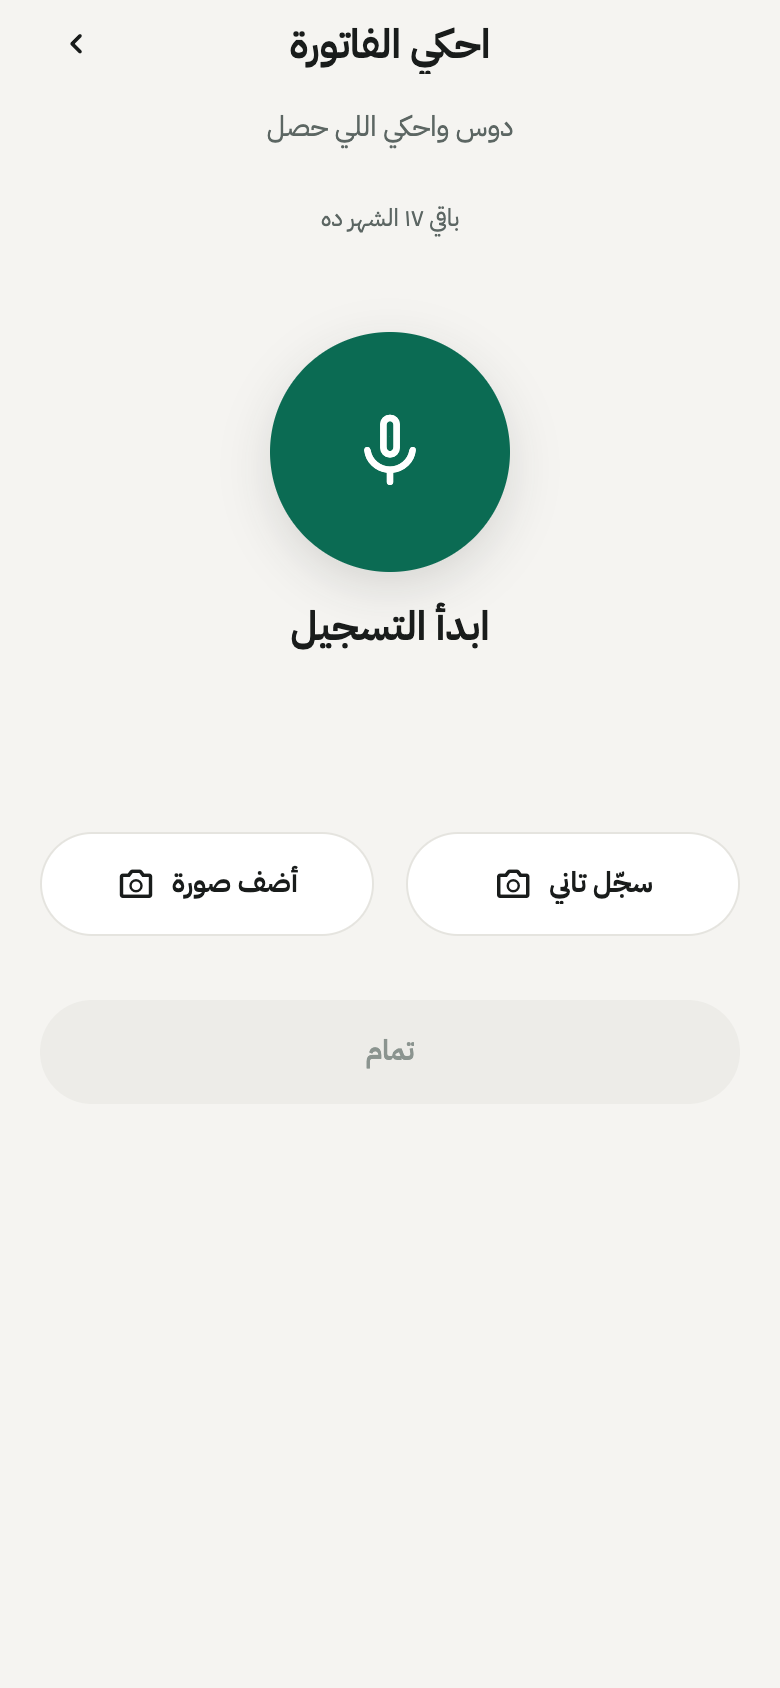 احكي الفاتورة
دوس واحكي اللي حصل
باقي ١٧ الشهر ده
ابدأ التسجيل
سجّل تاني
أضف صورة
تمام